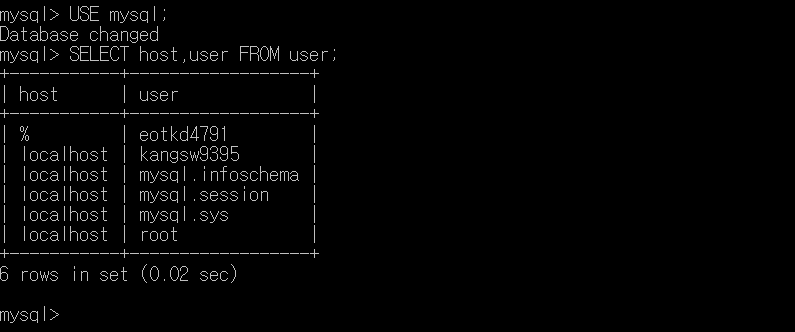 mysql> USE mysql;
Database changed
mysql> SELECT host,user FROM user;
+-----------+------------------+
| host      | user             |
+-----------+------------------+
| %         | eotkd4791        |
| localhost | kangsw9395       |
| localhost | mysql.infoschema |
| localhost | mysql.session    |
| localhost | mysql.sys        |
| localhost | root             |
+-----------+------------------+
6 rows in set (0.02 sec)
mysql>